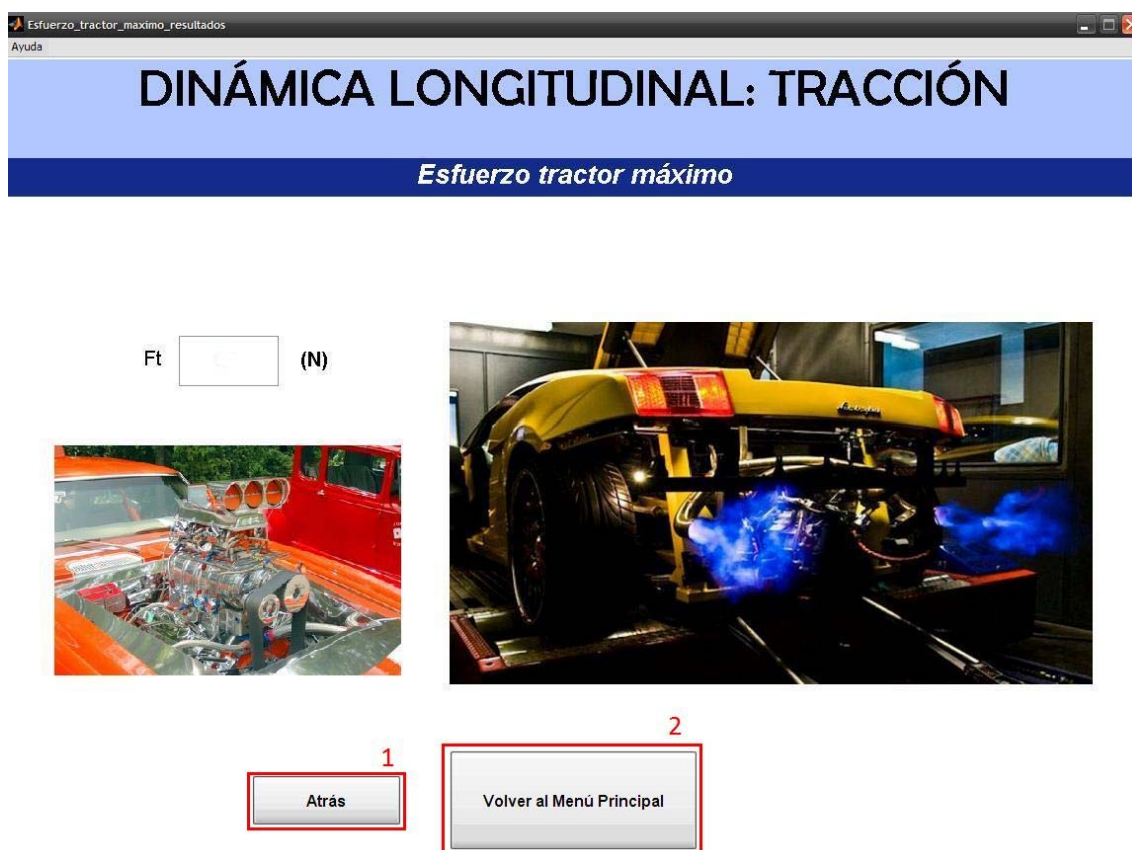 Esfuerzo_tractor_maximo_resultados
Ayuda
DINÁMICA LONGITUDINAL: TRACCIÓN
Esfuerzo tractor máximo
Ft (N)
1
2
Atrás
Volver al Menú Principal